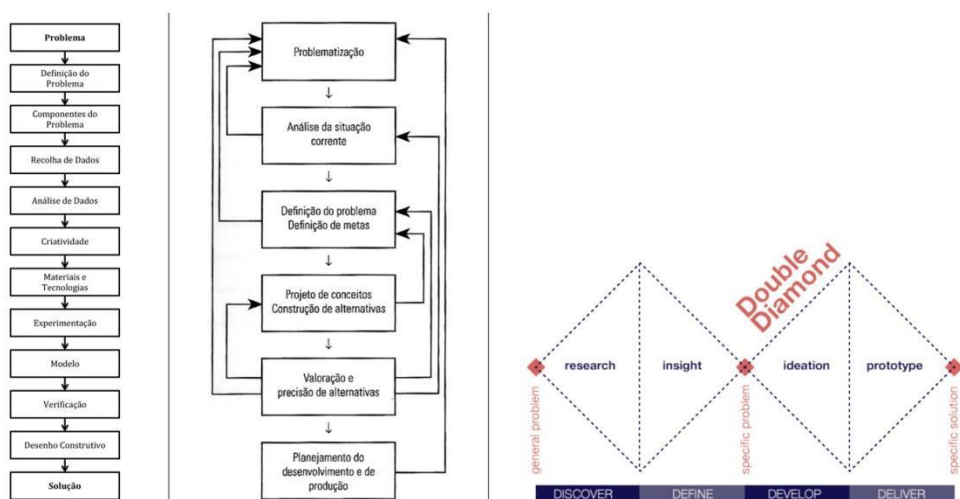 Problema
Definição do
Problema
Componentes do
Problema
Recolha de Dados
Análise de Dados
Criatividade
Materiais e
Tecnologias
Experimentação
Modelo
Verificação
Desenho Construtivo
Solução
Problematização
Análise da situação
corrente
Definição do problema
Definição de metas
Projeto de conceitos
Construção de alternativas
Valoração e
precisão de alternativas
Planejamento do
desenvolvimento e de
produção
Double
Diamond
research
insight
ideation
prototype
general problem
specific problem
specific solution
DISCOVER
DEFINE
DEVELOP
DELIVER